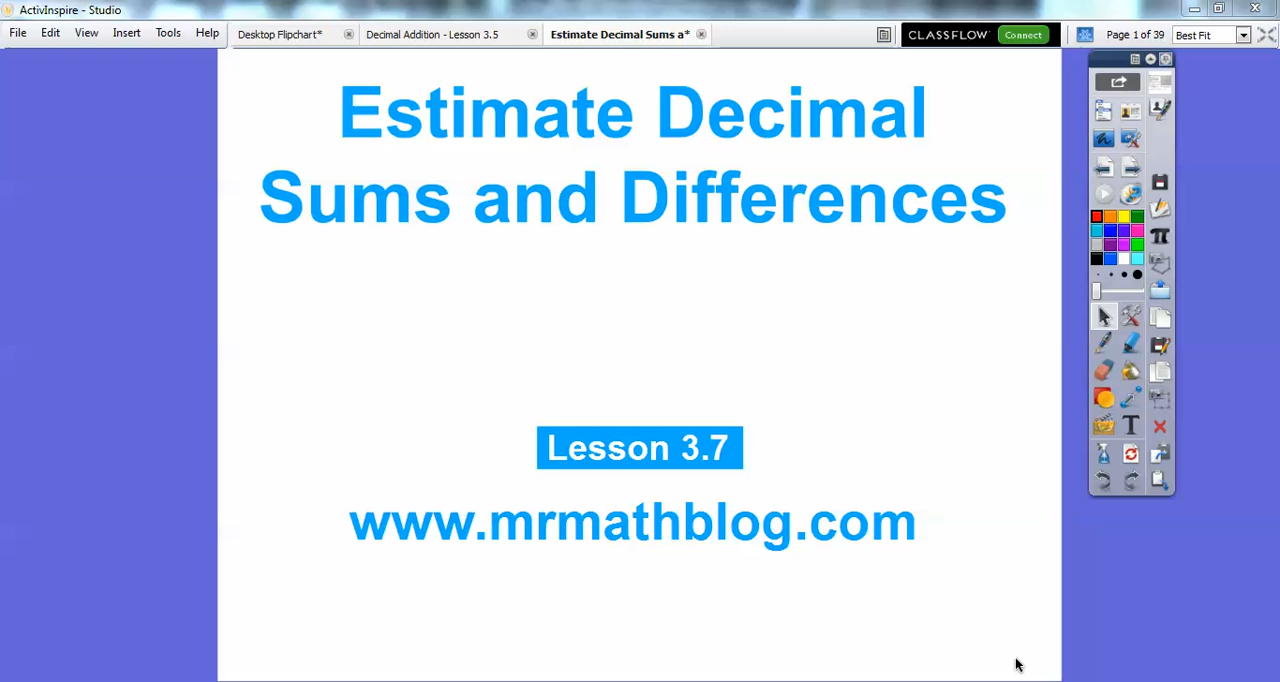 ActivInspire - Studio
File Edit View Insert Tools Help Desktop Flipchart* Decimal Addition - Lesson 3.5 Estimate Decimal Sums a* CLASSFLOW Connect Page 1 of 39 Best Fit
Estimate Decimal
Sums and Differences
Lesson 3.7
www.mrmathblog.com